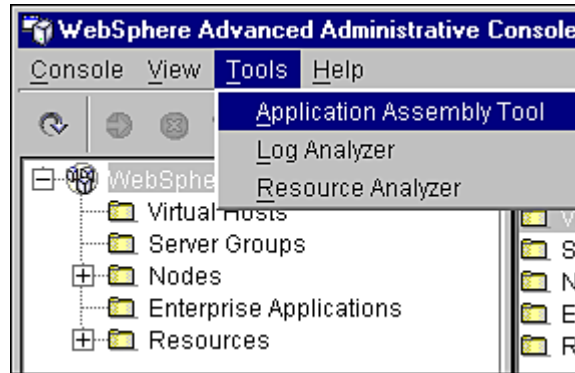 WebSphere Advanced Administrative Console
Console View Tools Help
Application Assembly Tool
Log Analyzer
Resource Analyzer
WebSphe
Virtual Hosts
Server Groups
Nodes
Enterprise Applications
Resources
V
S
N
E
R